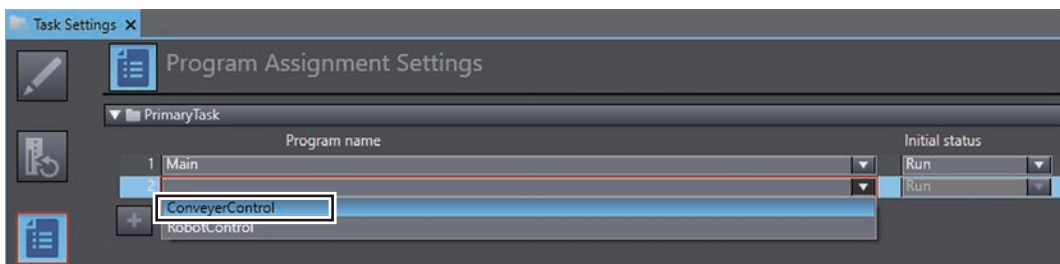 Task Settings X
Program Assignment Settings
PrimaryTask
Program name Initial status
1 Main Run
2 Run
ConveyerControl
RobotControl